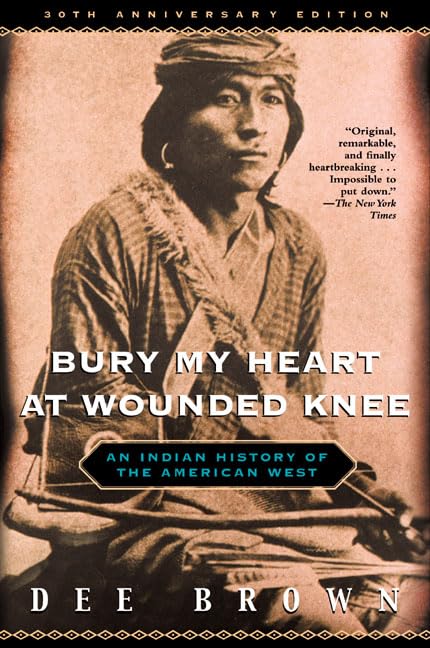 30TH ANNIVERSARY EDITION
“Original,
remarkable,
and finally
heartbreaking . . .
Impossible to
put down.”
—The New York
Times
BURY MY HEART
AT WOUNDED KNEE
AN INDIAN HISTORY OF
THE AMERICAN WEST
DEE BROWN